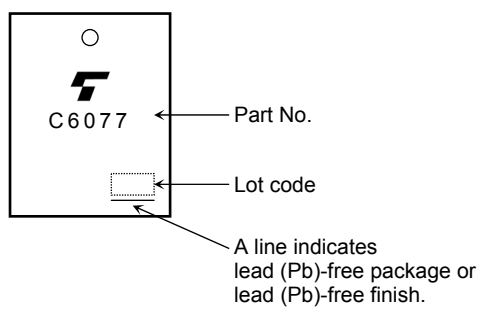 C6077
Part No.
Lot code
A line indicates
lead (Pb)-free package or
lead (Pb)-free finish.